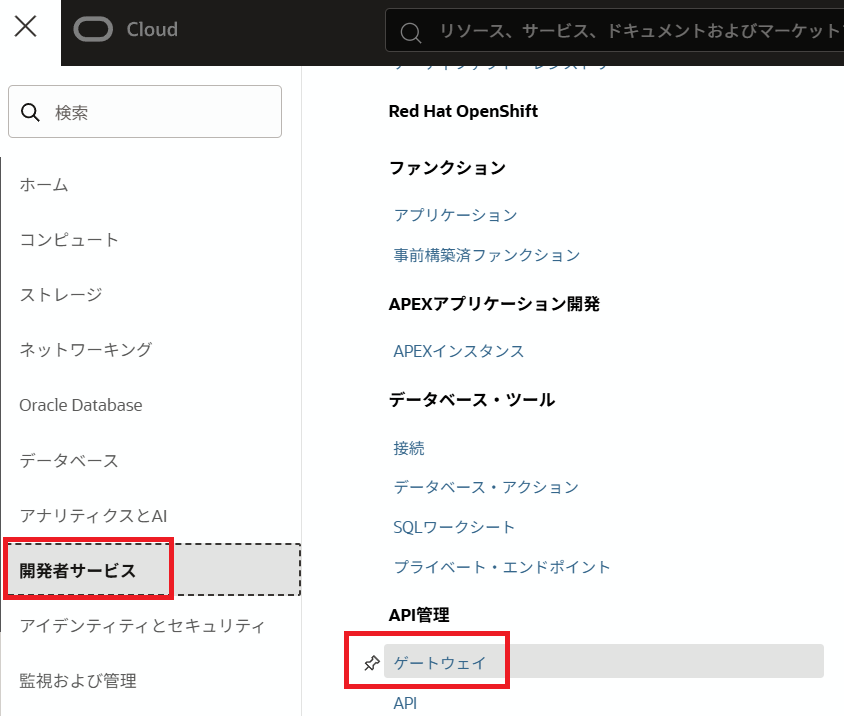 Cloud
リソース、サービス、ドキュメントおよびマーケット
検索
ホーム
コンピュート
ストレージ
ネットワーキング
Oracle Database
データベース
アナリティクスとAI
開発者サービス
アイデンティティとセキュリティ
監視および管理
Red Hat OpenShift
ファンクション
アプリケーション
事前構築済ファンクション
APEXアプリケーション開発
APEXインスタンス
データベース・ツール
接続
データベース・アクション
SQLワークシート
プライベート・エンドポイント
API管理
ゲートウェイ
API